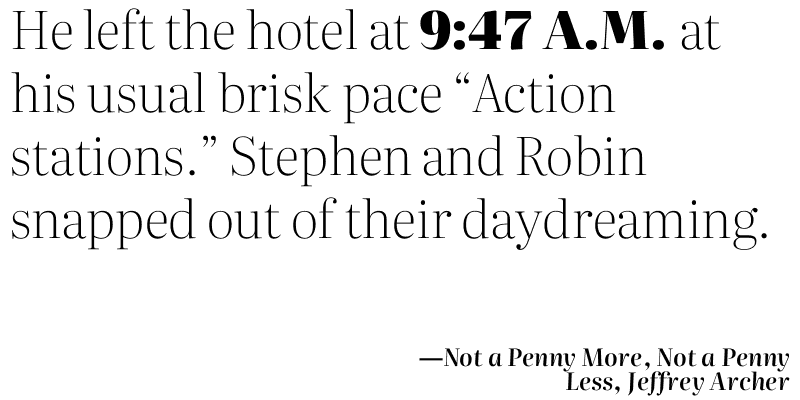 He left the hotel at 9:47 A.M. at
his usual brisk pace “Action
stations.” Stephen and Robin
snapped out of their daydreaming.
—Not a Penny More, Not a Penny
Less, Jeffrey Archer